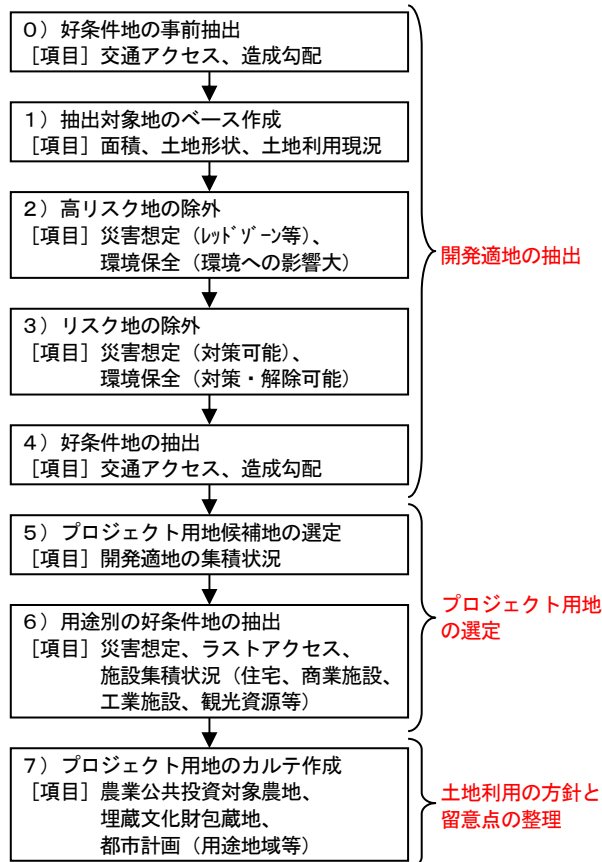 ０）好条件地の事前抽出
［項目］交通アクセス、造成勾配
１）抽出対象地のベース作成
［項目］面積、土地形状、土地利用現況
２）高リスク地の除外
［項目］災害想定（ﾚｯﾄﾞｿﾞｰﾝ等）、
環境保全（環境への影響大）
３）リスク地の除外
［項目］災害想定（対策可能）、
環境保全（対策・解除可能）
４）好条件地の抽出
［項目］交通アクセス、造成勾配
開発適地の抽出
５）プロジェクト用地候補地の選定
［項目］開発適地の集積状況
６）用途別の好条件地の抽出
［項目］災害想定、ラストアクセス、
施設集積状況（住宅、商業施設、
工業施設、観光資源等）
プロジェクト用地
の選定
７）プロジェクト用地のカルテ作成
［項目］農業公共投資対象農地、
埋蔵文化財包蔵地、
都市計画（用途地域等）
土地利用の方針と
留意点の整理